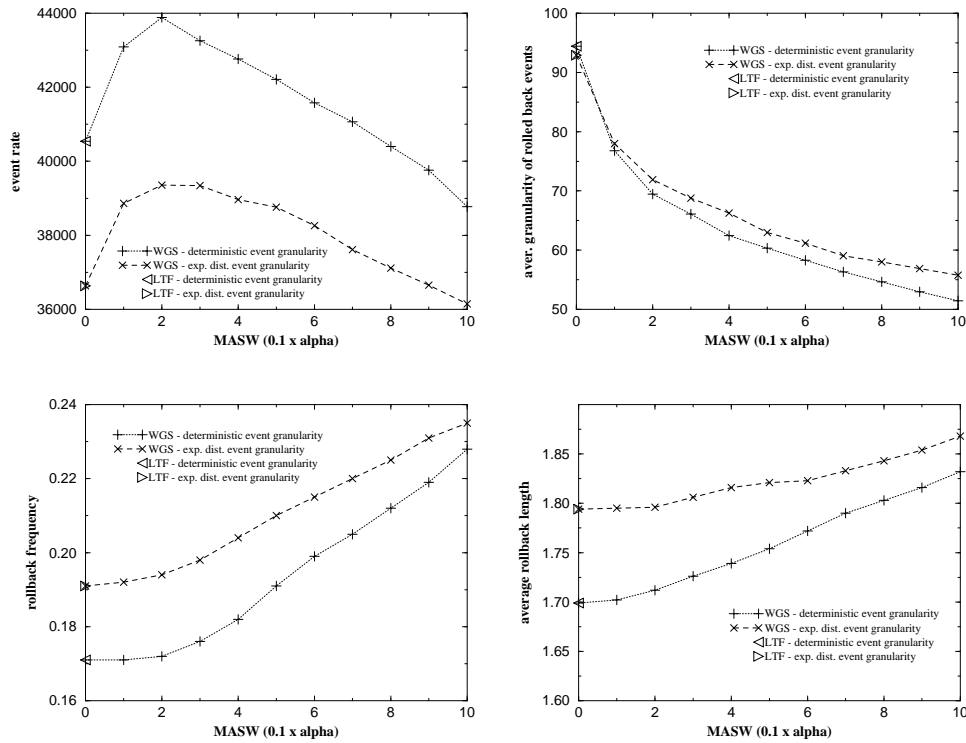 44000
42000
40000
38000
36000
event rate
WGS - deterministic event granularity
WGS - exp. dist. event granularity
LTF - deterministic event granularity
LTF - exp. dist. event granularity
0 2 4 6 8 10
MASW (0.1 x alpha)
100
90
80
70
60
50
aver. granularity of rolled back events
WGS - deterministic event granularity
WGS - exp. dist. event granularity
LTF - deterministic event granularity
LTF - exp. dist. event granularity
0 2 4 6 8 10
MASW (0.1 x alpha)
0.24
0.22
0.20
0.18
0.16
rollback frequency
WGS - deterministic event granularity
WGS - exp. dist. event granularity
LTF - deterministic event granularity
LTF - exp. dist. event granularity
0 2 4 6 8 10
MASW (0.1 x alpha)
1.85
1.80
1.75
1.70
1.65
1.60
average rollback length
WGS - deterministic event granularity
WGS - exp. dist. event granularity
LTF - deterministic event granularity
LTF - exp. dist. event granularity
0 2 4 6 8 10
MASW (0.1 x alpha)